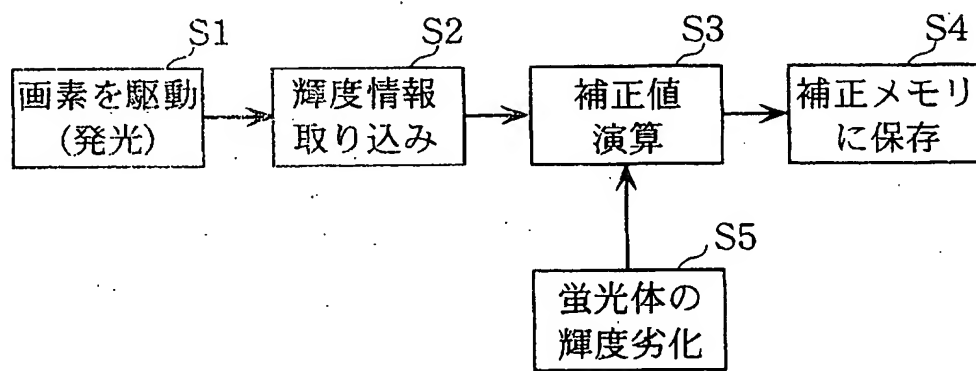 S1
画素を駆動
(発光)
S2
輝度情報
取り込み
S3
補正値
演算
S4
補正メモリ
に保存
S5
蛍光体の
輝度劣化